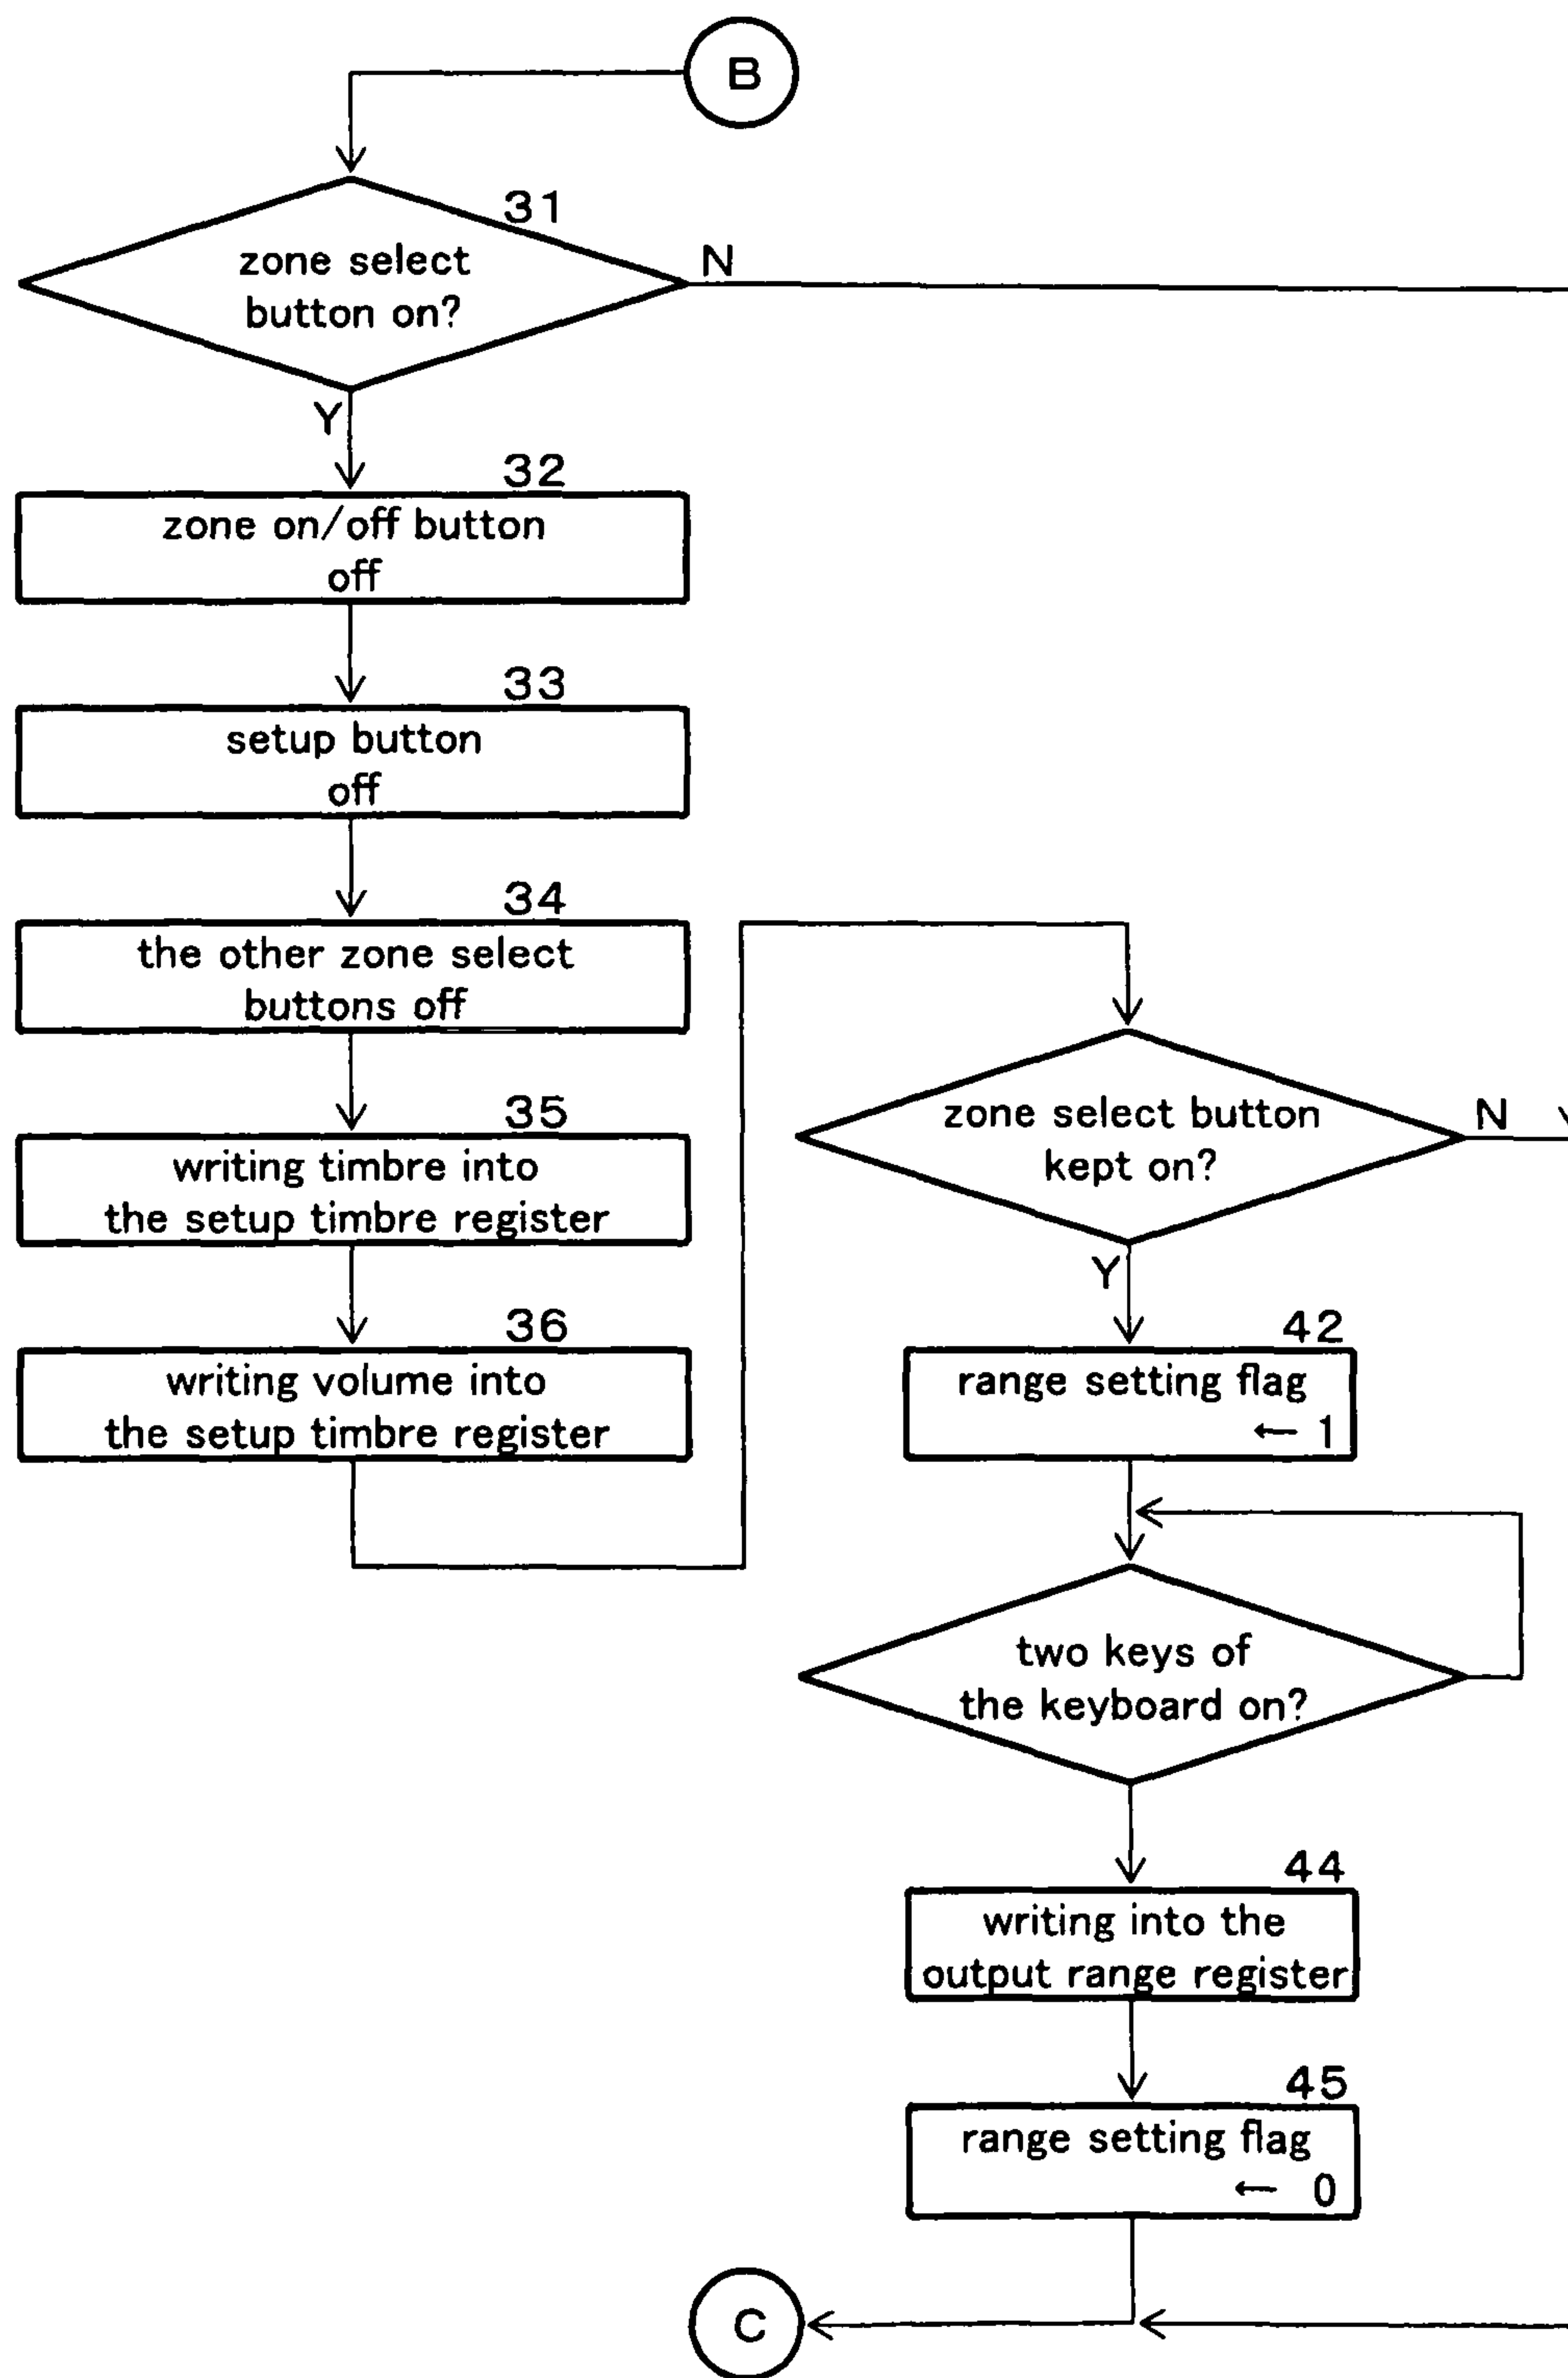 B
31
zone select
button on?
N
Y
32
zone on/off button
off
33
setup button
off
34
the other zone select
buttons off
35
writing timbre into
the setup timbre register
36
writing volume into
the setup timbre register
zone select button
kept on?
N
Y
42
range setting flag
← 1
two keys of
the keyboard on?
44
writing into the
output range register
45
range setting flag
← 0
C